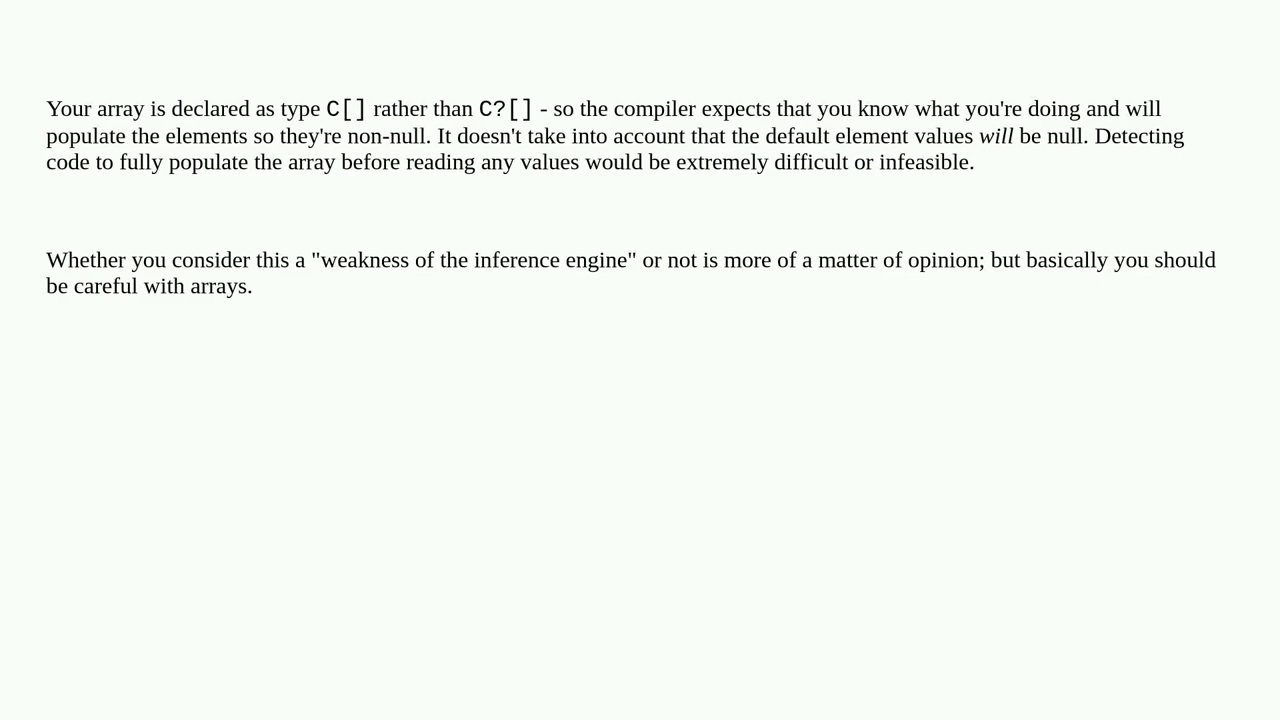 Your array is declared as type C[] rather than C?[] - so the compiler expects that you know what you're doing and will
populate the elements so they're non-null. It doesn't take into account that the default element values will be null. Detecting
code to fully populate the array before reading any values would be extremely difficult or infeasible.
Whether you consider this a "weakness of the inference engine" or not is more of a matter of opinion; but basically you should
be careful with arrays.